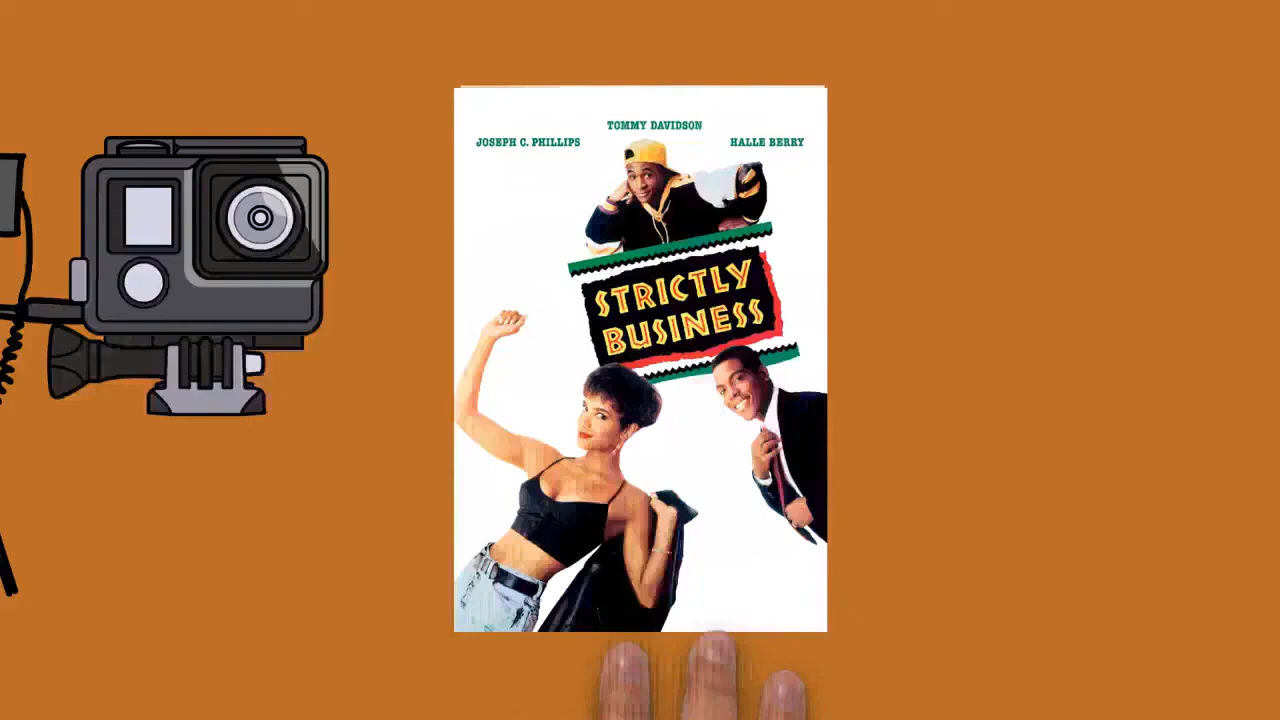 TOMMY DAVIDSON
JOSEPH C. PHILLIPS
HALLE BERRY
STRICTLY
BUSINESS